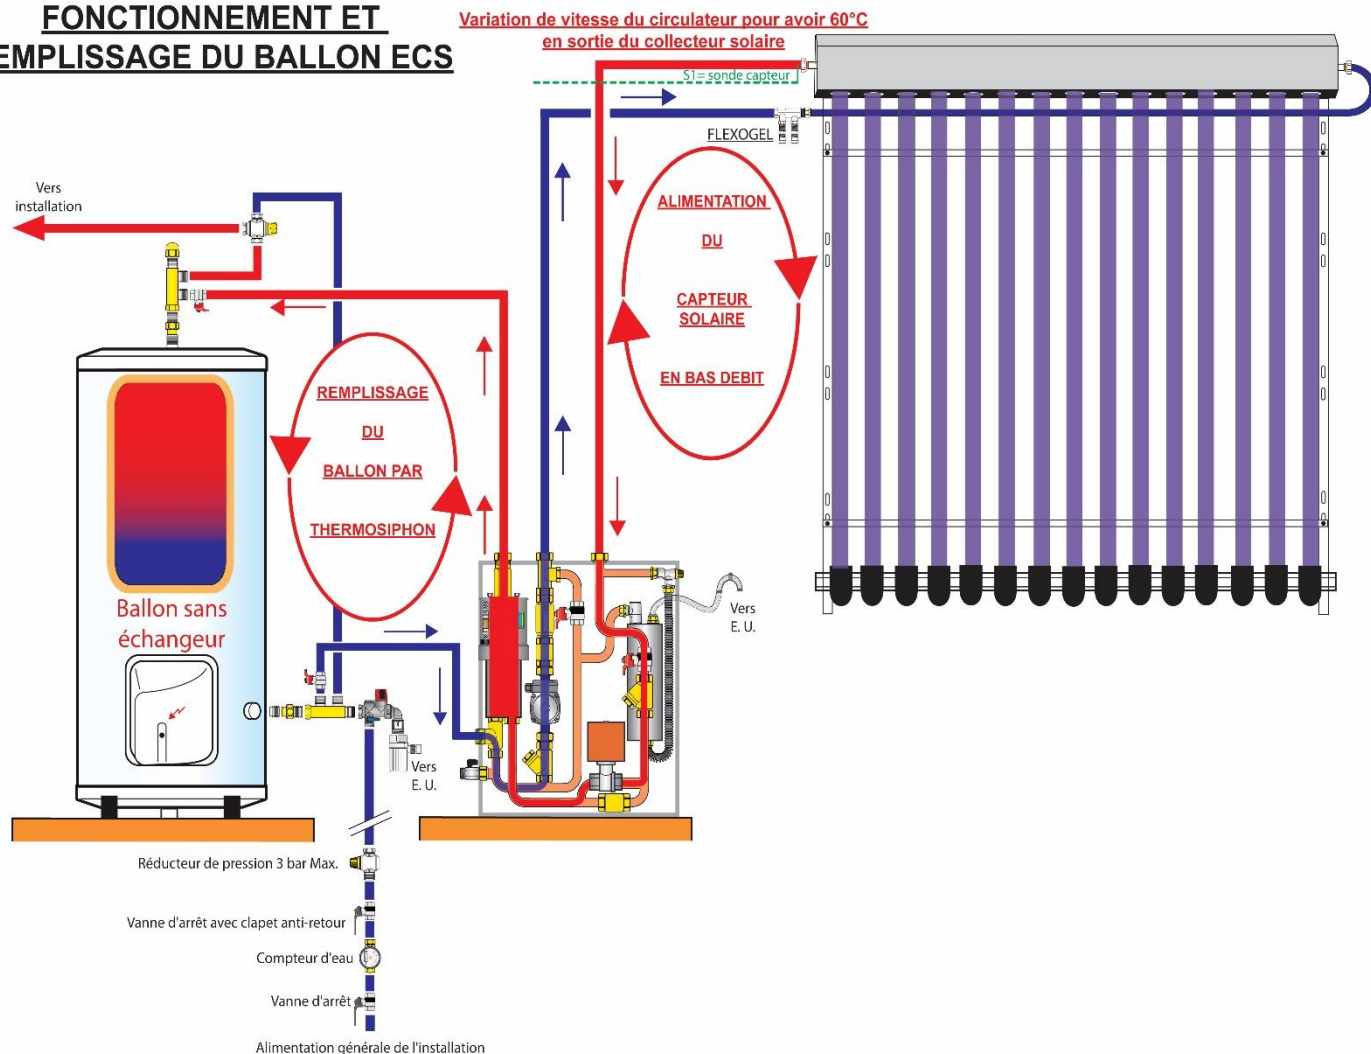 FONCTIONNEMENT ET
EMPLISSAGE DU BALLON ECS
Variation de vitesse du circulateur pour avoir 60°C
en sortie du collecteur solaire
S1= sonde capteur
FLEXOGEL
Vers
installation
ALIMENTATION
DU
CAPTEUR
SOLAIRE
EN BAS DEBIT
REMPLISSAGE
DU
BALLON PAR
THERMOSIPHON
Ballon sans
échangeur
Vers
E. U.
Vers
E. U.
Réducteur de pression 3 bar Max.
Vanne d'arrêt avec clapet anti-retour
Compteur d'eau
Vanne d'arrêt
Alimentation générale de l'installation